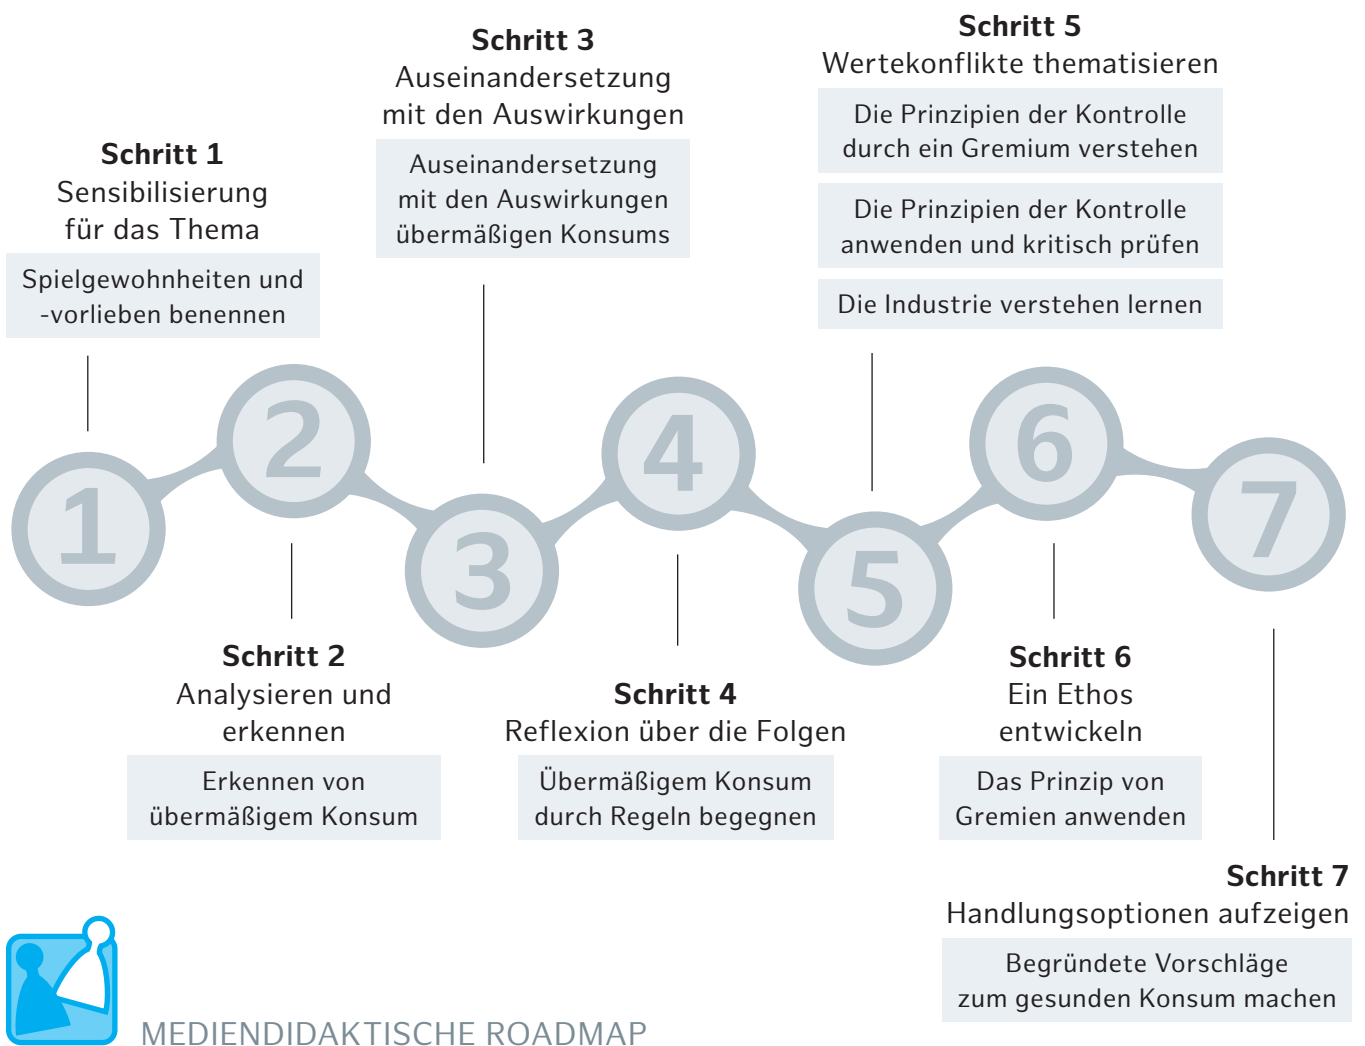 Schritt 1
Sensibilisierung
für das Thema
Spielgewohnheiten und
-vorlieben benennen
Schritt 3
Auseinandersetzung
mit den Auswirkungen
Auseinandersetzung
mit den Auswirkungen
übermäßigen Konsums
Schritt 5
Wertekonflikte thematisieren
Die Prinzipien der Kontrolle
durch ein Gremium verstehen
Die Prinzipien der Kontrolle
anwenden und kritisch prüfen
Die Industrie verstehen lernen
1
2
3
4
5
6
7
Schritt 2
Analysieren und
erkennen
Erkennen von
übermäßigem Konsum
Schritt 4
Reflexion über die Folgen
Übermäßigem Konsum
durch Regeln begegnen
Schritt 6
Ein Ethos
entwickeln
Das Prinzip von
Gremien anwenden
Schritt 7
Handlungsoptionen aufzeigen
Begründete Vorschläge
zum gesunden Konsum machen
MEDIENDIDAKTISCHE ROADMAP